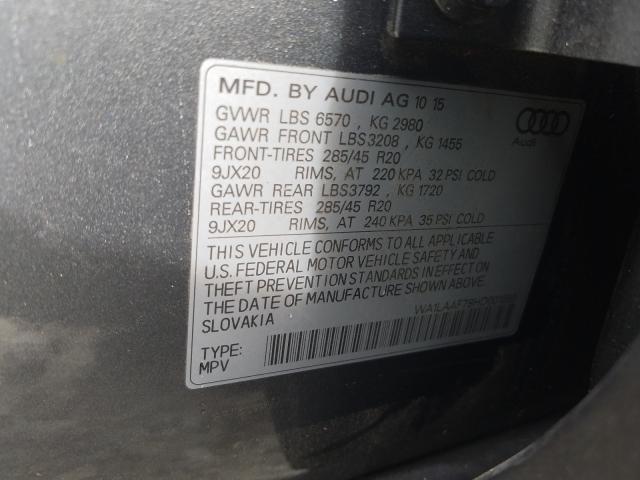 MFD. BY AUDI AG 10 15
GVWR LBS 6570 , KG 2980
GAWR FRONT LBS3208 , KG 1455
FRONT-TIRES 285/45 R20
9JX20 RIMS, AT 220 KPA 32 PSI COLD
GAWR REAR LBS3792 , KG 1720
REAR-TIRES 285/45 R20
9JX20 RIMS, AT 240 KPA 35 PSI COLD
THIS VEHICLE CONFORMS TO ALL APPLICABLE
U.S. FEDERAL MOTOR VEHICLE SAFETY AND
THEFT PREVENTION STANDARDS IN EFFECT ON
THE DATE OF MANUFACTURE SHOWN ABOVE.
SLOVAKIA
TYPE:
MPV
Audi